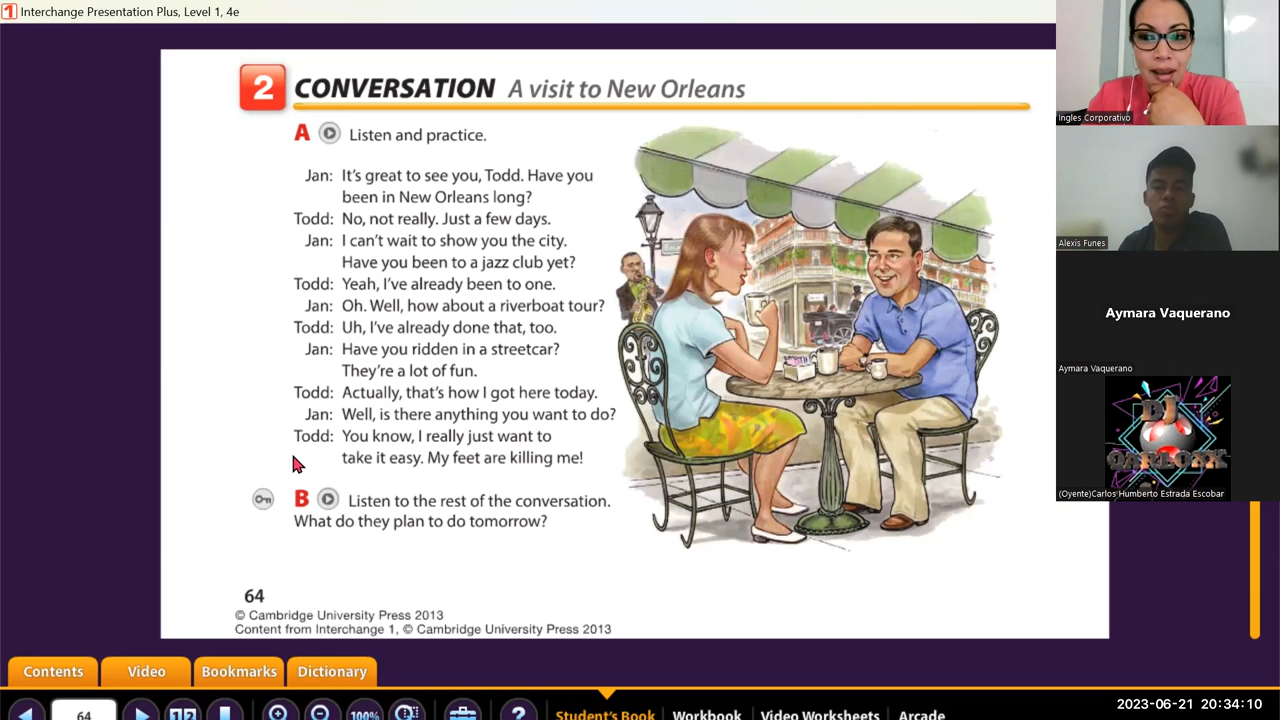 Interchange Presentation Plus, Level 1, 4e
2 CONVERSATION A visit to New Orleans
A Listen and practice.
Jan: It's great to see you, Todd. Have you
been in New Orleans long?
Todd: No, not really. Just a few days.
Jan: I can't wait to show you the city.
Have you been to a jazz club yet?
Todd: Yeah, I've already been to one.
Jan: Oh. Well, how about a riverboat tour?
Todd: Uh, I've already done that, too.
Jan: Have you ridden in a streetcar?
They're a lot of fun.
Todd: Actually, that's how I got here today.
Jan: Well, is there anything you want to do?
Todd: You know, I really just want to
take it easy. My feet are killing me!
B Listen to the rest of the conversation.
What do they plan to do tomorrow?
64
© Cambridge University Press 2013
Content from Interchange 1, © Cambridge University Press 2013
Ingles Corporativo
Alexis Funes
Aymara Vaquerano
Aymara Vaquerano
DJ
CARLOXX
(Oyente)Carlos Humberto Estrada Escobar
Contents Video Bookmarks Dictionary
64 1 2 100% ? Student's Book Workbook Video Worksheets Arcade
2023-06-21 20:34:10